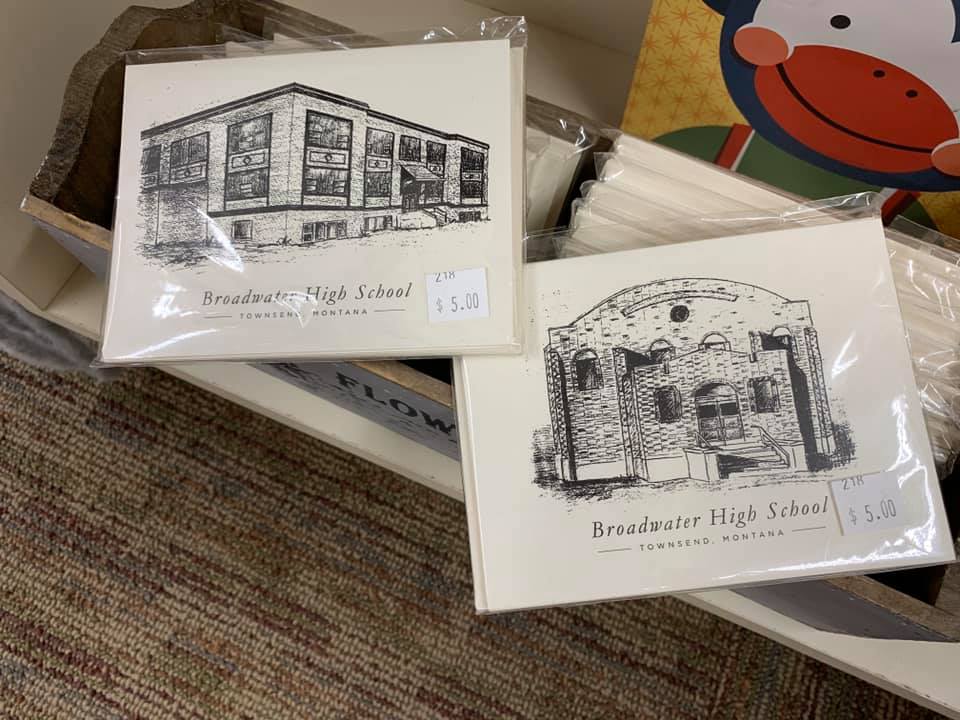 Broadwater High School
TOWNSEND, MONTANA
218
$ 5.00
FLOW
Broadwater High School
TOWNSEND, MONTANA
218
$ 5.00